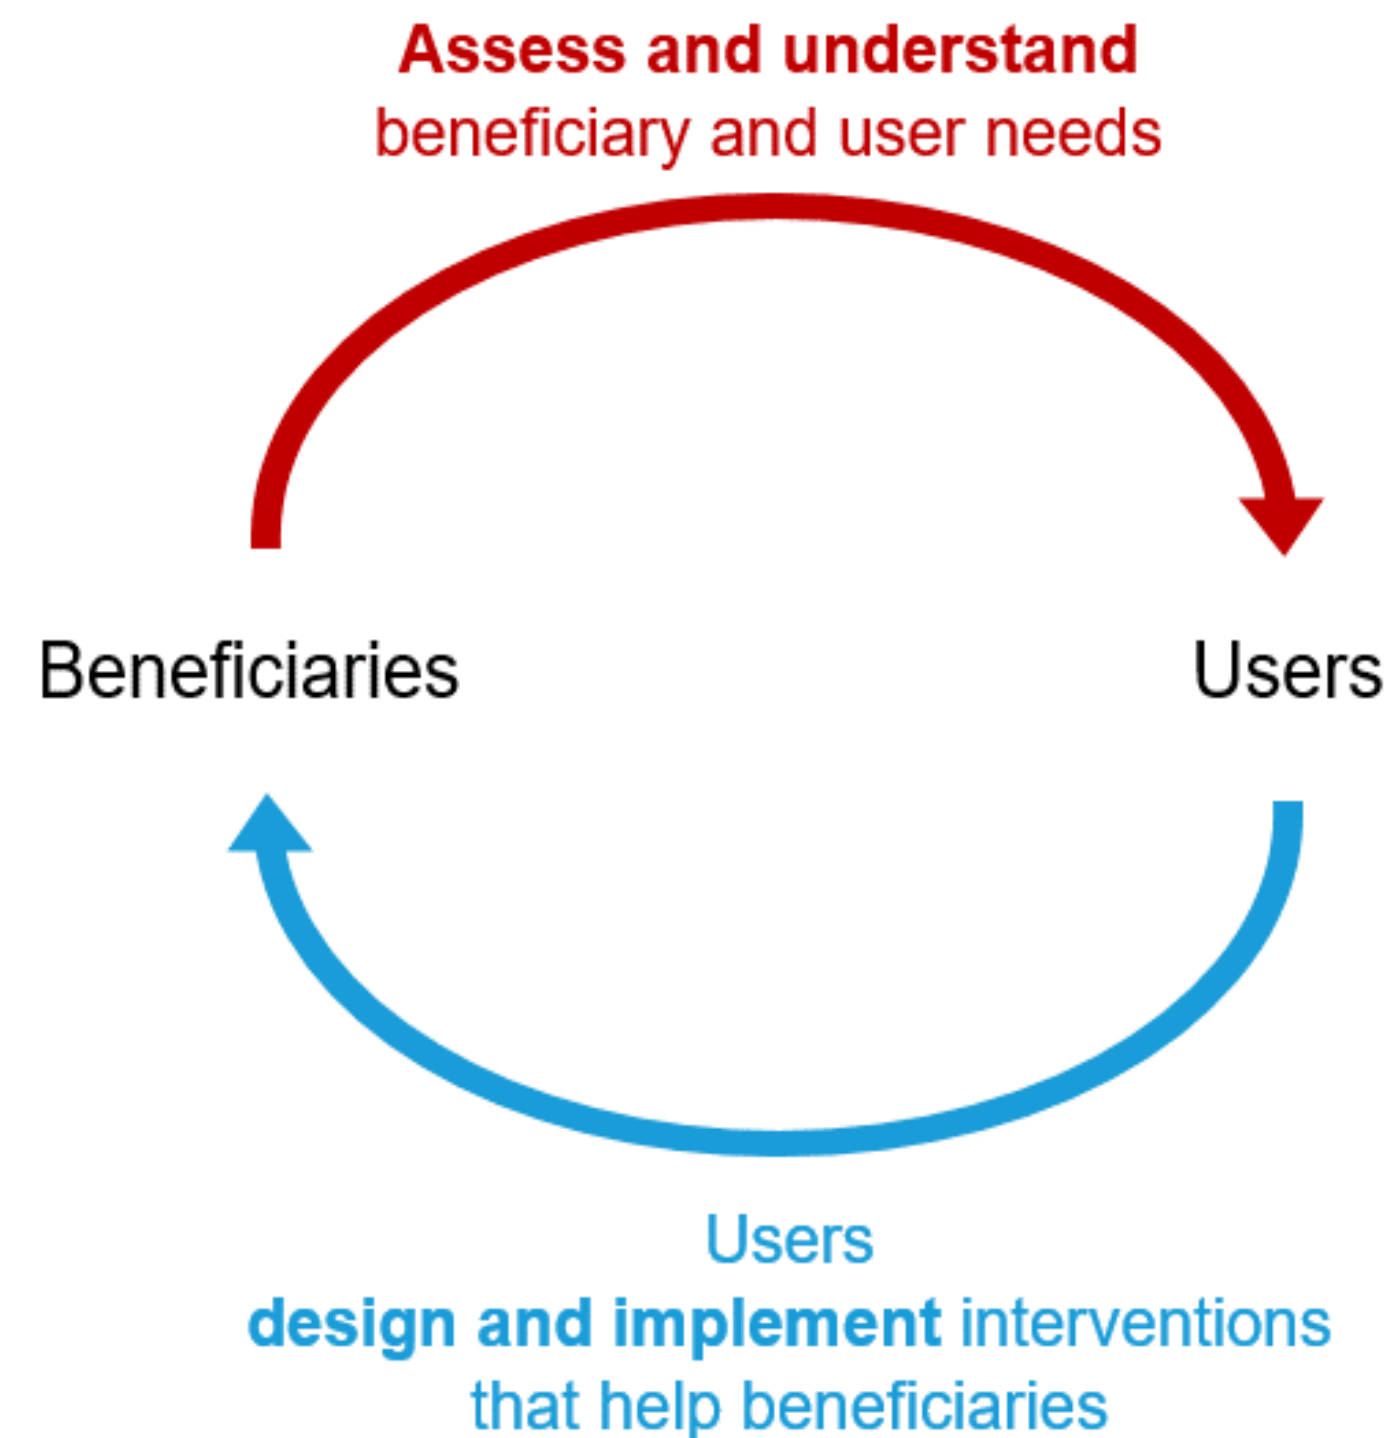 Assess and understand
beneficiary and user needs
Beneficiaries
Users
Users
design and implement interventions
that help beneficiaries